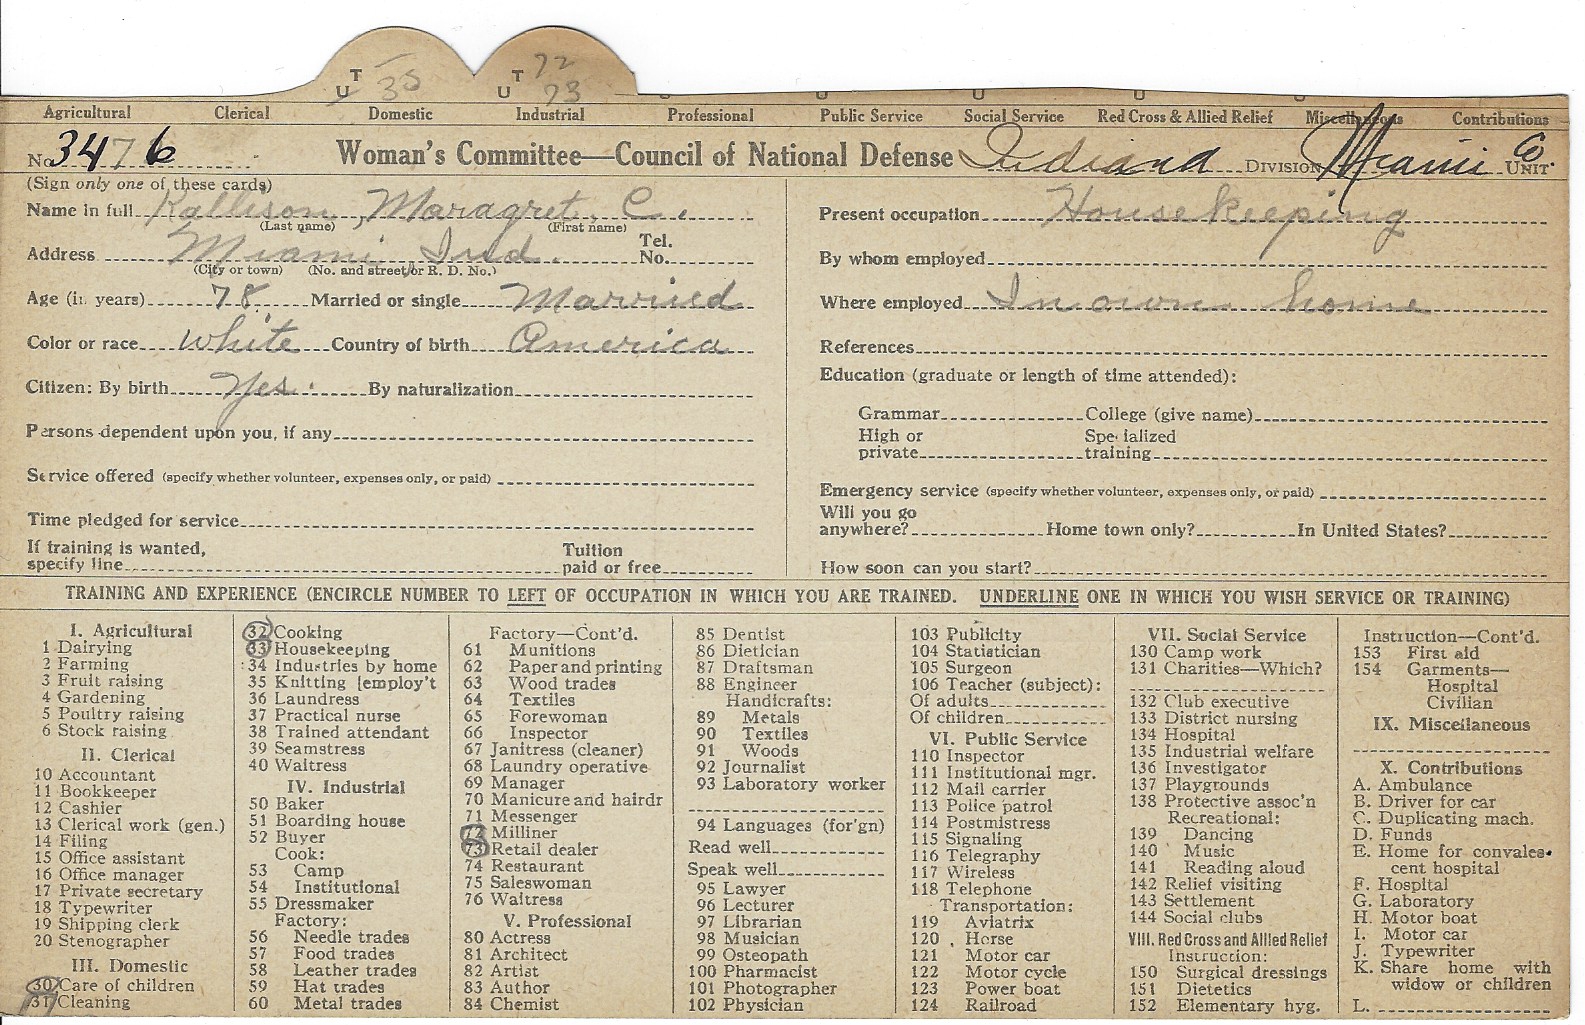 T 35 T 72
U U 73
Agricultural Clerical Domestic Industrial Professional Public Service Social Service Red Cross & Allied Relief Miscellaneous Contributions
No. 3476 Woman's Committee—Council of National Defense Indiana DIVISION Miami 6. UNIT
(Sign only one of these cards)
Name in full Rallison, Maragret, C.
(Last name) (First name)
Address Miami Ind. Tel. No.
(City or town) (No. and street or R. D. No.)
Age (in years) 78 Married or single Married
Color or race White Country of birth America
Citizen: By birth Yes. By naturalization
Persons dependent upon you, if any
Service offered (specify whether volunteer, expenses only, or paid)
Time pledged for service
If training is wanted, Tuition
specify line paid or free
Present occupation Housekeeping
By whom employed
Where employed In own home
References
Education (graduate or length of time attended):
Grammar College (give name)
High or Specialized
private training
Emergency service (specify whether volunteer, expenses only, or paid)
Will you go
anywhere? Home town only? In United States?
How soon can you start?
TRAINING AND EXPERIENCE (ENCIRCLE NUMBER TO LEFT OF OCCUPATION IN WHICH YOU ARE TRAINED. UNDERLINE ONE IN WHICH YOU WISH SERVICE OR TRAINING)
I. Agricultural
1 Dairying
2 Farming
3 Fruit raising
4 Gardening
5 Poultry raising
6 Stock raising
II. Clerical
10 Accountant
11 Bookkeeper
12 Cashier
13 Clerical work (gen.)
14 Filing
15 Office assistant
16 Office manager
17 Private secretary
18 Typewriter
19 Shipping clerk
20 Stenographer
III. Domestic
30 Care of children
31 Cleaning
32 Cooking
33 Housekeeping
34 Industries by home
35 Knitting [employ't
36 Laundress
37 Practical nurse
38 Trained attendant
39 Seamstress
40 Waitress
IV. Industrial
50 Baker
51 Boarding house
52 Buyer
Cook:
53 Camp
54 Institutional
55 Dressmaker
Factory:
56 Needle trades
57 Food trades
58 Leather trades
59 Hat trades
60 Metal trades
Factory—Cont'd.
61 Munitions
62 Paper and printing
63 Wood trades
64 Textiles
65 Forewoman
66 Inspector
67 Janitress (cleaner)
68 Laundry operative
69 Manager
70 Manicure and hairdr
71 Messenger
72 Milliner
73 Retail dealer
74 Restaurant
75 Saleswoman
76 Waitress
V. Professional
80 Actress
81 Architect
82 Artist
83 Author
84 Chemist
85 Dentist
86 Dietician
87 Draftsman
88 Engineer
Handicrafts:
89 Metals
90 Textiles
91 Woods
92 Journalist
93 Laboratory worker
94 Languages (for'gn)
Read well
Speak well
95 Lawyer
96 Lecturer
97 Librarian
98 Musician
99 Osteopath
100 Pharmacist
101 Photographer
102 Physician
103 Publicity
104 Statistician
105 Surgeon
106 Teacher (subject):
Of adults
Of children
VI. Public Service
110 Inspector
111 Institutional mgr.
112 Mail carrier
113 Police patrol
114 Postmistress
115 Signaling
116 Telegraphy
117 Wireless
118 Telephone
Transportation:
119 Aviatrix
120 Horse
121 Motor car
122 Motor cycle
123 Power boat
124 Railroad
VII. Social Service
130 Camp work
131 Charities—Which?
132 Club executive
133 District nursing
134 Hospital
135 Industrial welfare
136 Investigator
137 Playgrounds
138 Protective assoc'n
Recreational:
139 Dancing
140 Music
141 Reading aloud
142 Relief visiting
143 Settlement
144 Social clubs
VIII. Red Cross and Allied Relief
Instruction:
150 Surgical dressings
151 Dietetics
152 Elementary hyg.
Instruction—Cont'd.
153 First aid
154 Garments—
Hospital
Civilian
IX. Miscellaneous
X. Contributions
A. Ambulance
B. Driver for car
C. Duplicating mach.
D. Funds
E. Home for convales-
cent hospital
F. Hospital
G. Laboratory
H. Motor boat
I. Motor car
J. Typewriter
K. Share home with
widow or children
L.